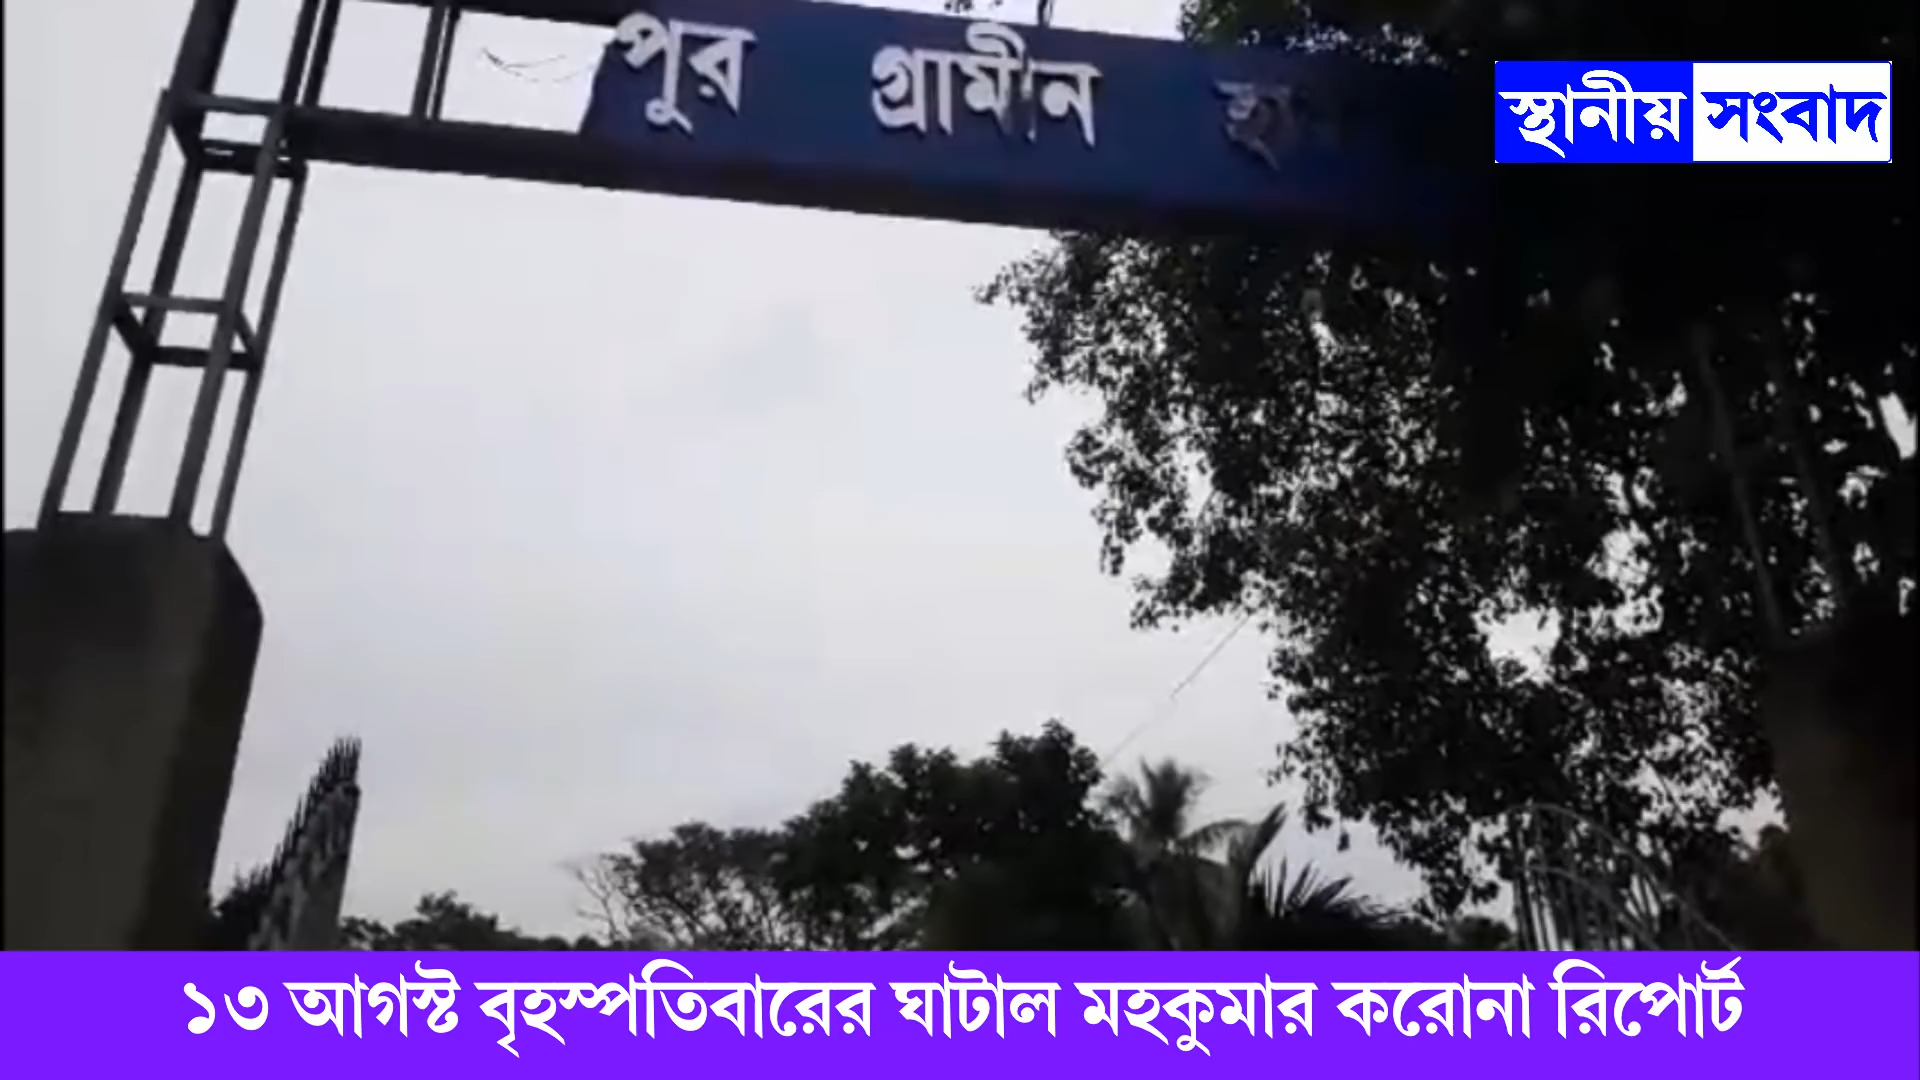 পুর গ্রামীন হা
স্থানীয় সংবাদ
১৩ আগস্ট বৃহস্পতিবারের ঘাটাল মহকুমার করোনা রিপোর্ট